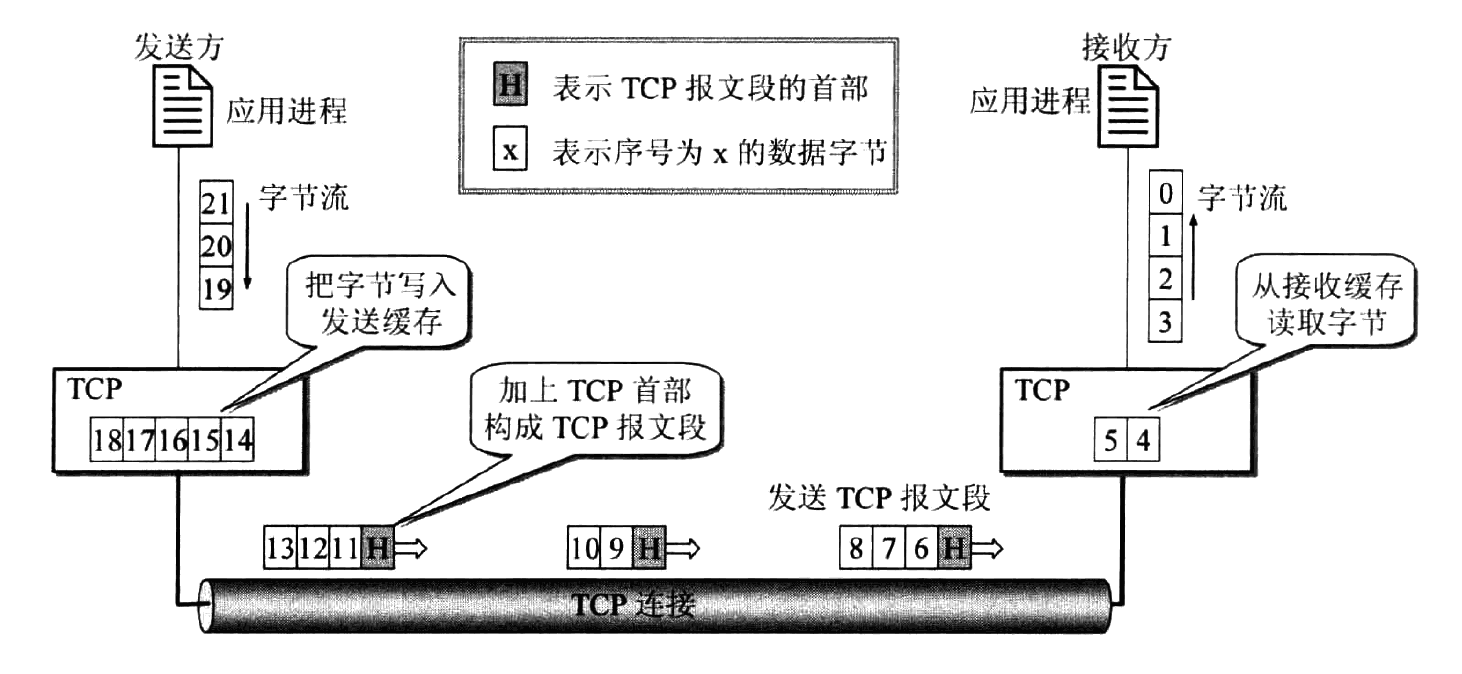 发送方
接收方
H 表示 TCP 报文段的首部
x 表示序号为 x 的数据字节
应用进程
应用进程
21
20
19
字节流
0
1
2
3
字节流
把字节写入
发送缓存
从接收缓存
读取字节
TCP
18 17 16 15 14
加上 TCP 首部
构成 TCP 报文段
TCP
5 4
发送 TCP 报文段
13 12 11 H
10 9 H
8 7 6 H
TCP 连接